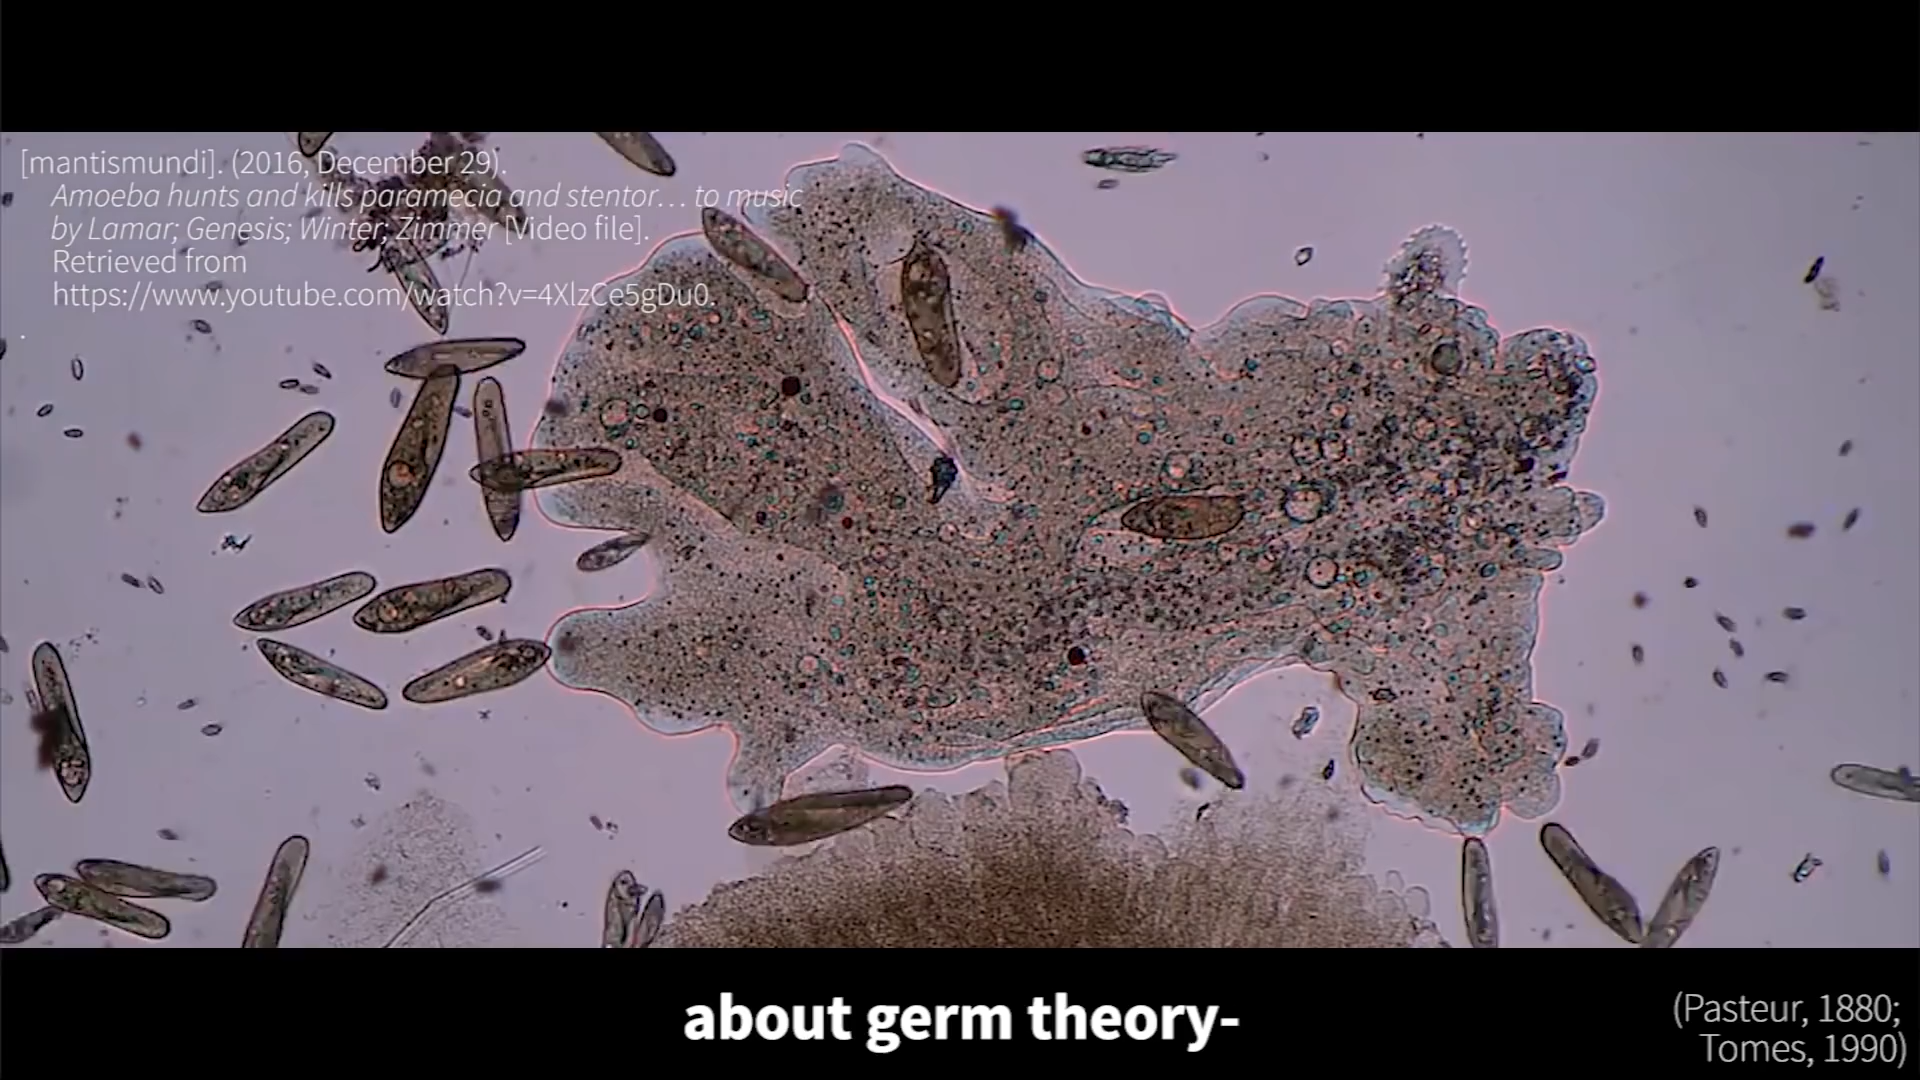 [mantismundi]. (2016, December 29).
Amoeba hunts and kills paramecia and stentor… to music
by Lamar; Genesis; Winter; Zimmer [Video file].
Retrieved from
https://www.youtube.com/watch?v=4XlzCe5gDu0.
.
about germ theory-
(Pasteur, 1880;
Tomes, 1990)